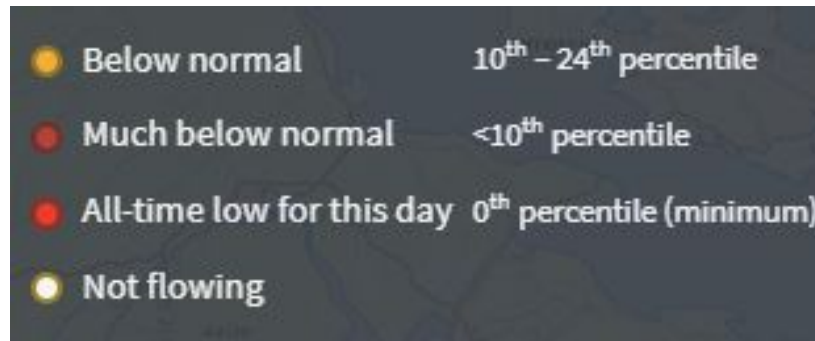 Below normal 10th – 24th percentile
Much below normal <10th percentile
All-time low for this day 0th percentile (minimum)
Not flowing